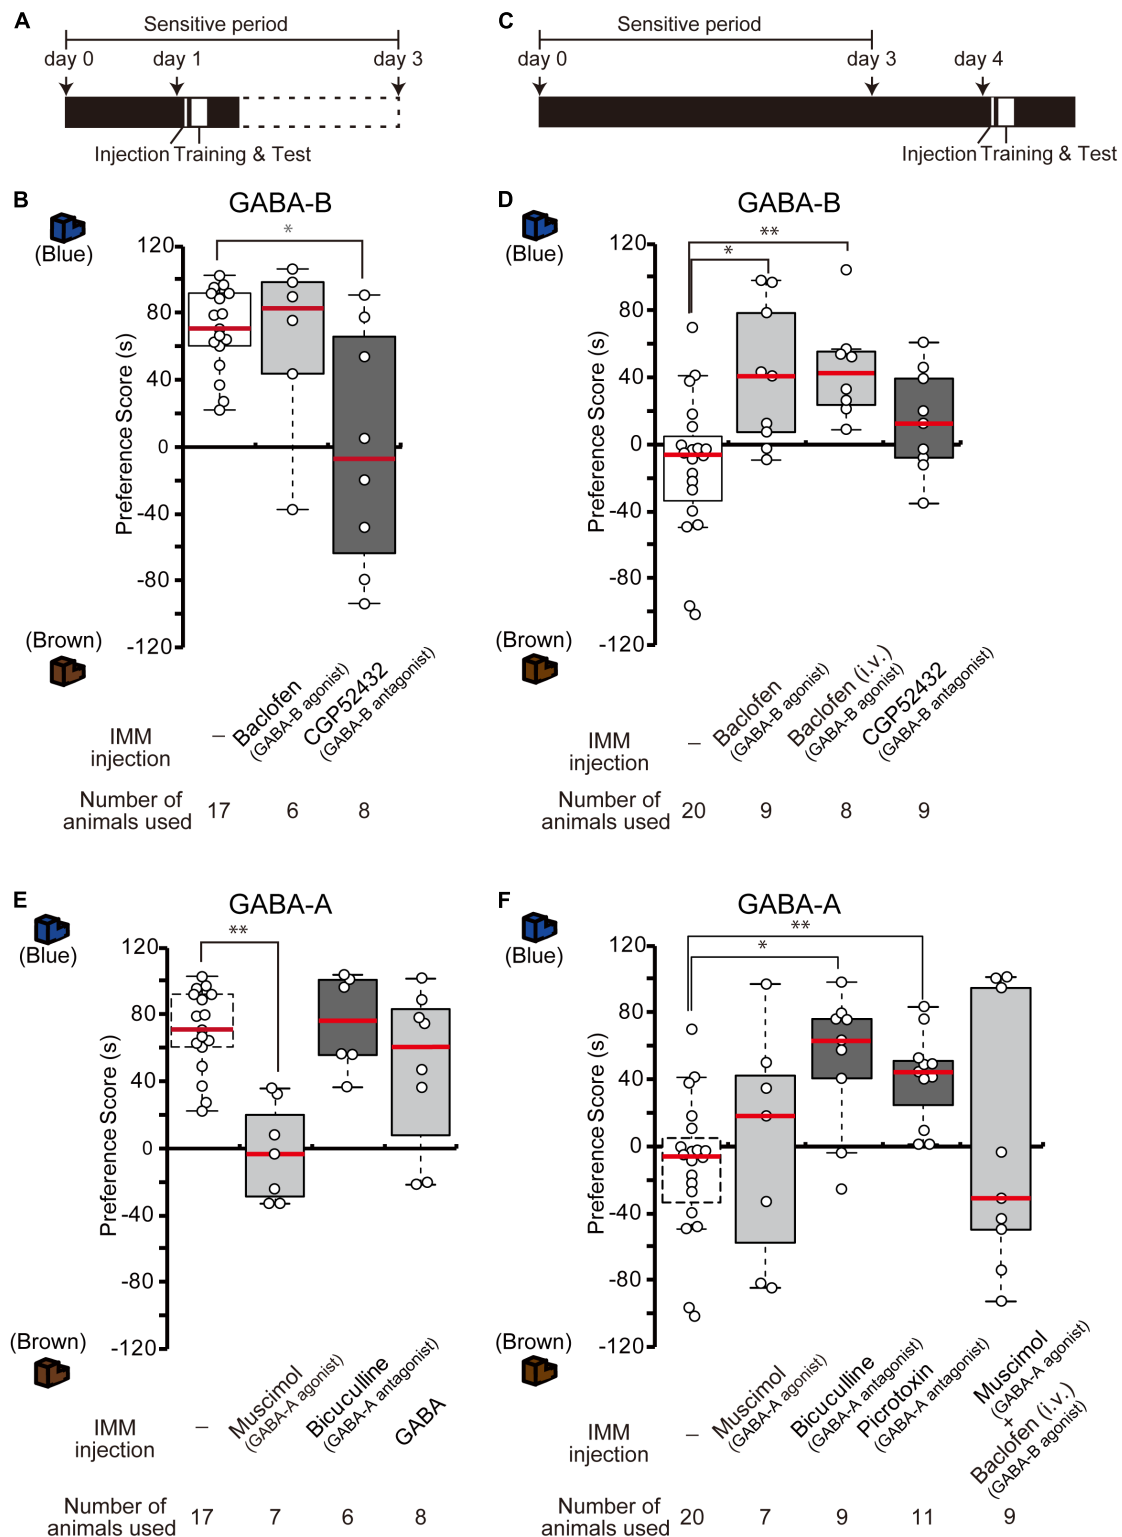 A
Sensitive period
day 0
day 1
day 3
Injection Training & Test
C
Sensitive period
day 0
day 3
day 4
Injection Training & Test
B
GABA-B
(Blue)
*
120
80
40
0
-40
-80
-120
Preference Score (s)
(Brown)
IMM
injection
–
Baclofen
(GABA-B agonist)
CGP52432
(GABA-B antagonist)
Number of
animals used
17
6
8
D
GABA-B
(Blue)
**
*
120
80
40
0
-40
-80
-120
Preference Score (s)
(Brown)
IMM
injection
–
Baclofen
(GABA-B agonist)
Baclofen (i.v.)
(GABA-B agonist)
CGP52432
(GABA-B antagonist)
Number of
animals used
20
9
8
9
E
GABA-A
(Blue)
**
120
80
40
0
-40
-80
-120
Preference Score (s)
(Brown)
IMM
injection
–
Muscimol
(GABA-A agonist)
Bicuculline
(GABA-A antagonist)
GABA
Number of
animals used
17
7
6
8
F
GABA-A
(Blue)
**
*
120
80
40
0
-40
-80
-120
Preference Score (s)
(Brown)
IMM
injection
–
Muscimol
(GABA-A agonist)
Bicuculline
(GABA-A antagonist)
Picrotoxin
(GABA-A antagonist)
Muscimol
(GABA-A agonist)
+
Baclofen (i.v.)
(GABA-B agonist)
Number of
animals used
20
7
9
11
9